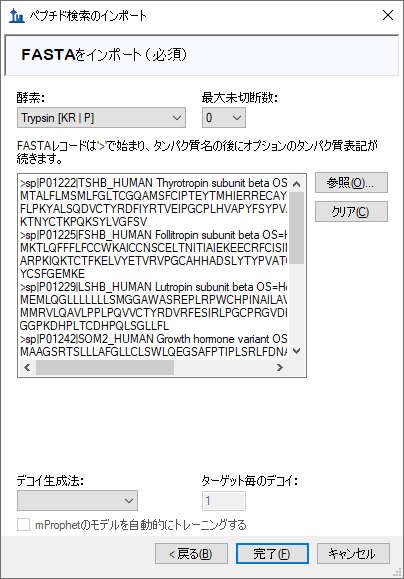 ペプチド検索のインポート
FASTAをインポート（必須）
酵素:
最大未切断数:
Trypsin [KR | P]
0
FASTAレコードは'>'で始まり、タンパク質名の後にオプションのタンパク質表記が
続きます。
>sp|P01222|TSHB_HUMAN Thyrotropin subunit beta OS
MTALFLMSMLFGLTCGQAMSFCIPTEYTMHIERRECAY
FLPKYALSQDVCTYRDFIYRTVEIPGCPLHVAPYFSYPV
KTNYCTKPQKSYLVGFSV
>sp|P01225|FSHB_HUMAN Follitropin subunit beta OS=H
MKTLQFFFLFCCWKAICCNSCELTNITIAIEKEECRFCISI
ARPKIQKTCTFKELVYETVRVPGCAHHADSLYTYPVAT
YCSFGEMKE
>sp|P01229|LSHB_HUMAN Lutropin subunit beta OS=H
MEMLQGLLLLLLLSMGGAWASREPLRPWCHPINAILAV
MMRVLQAVLPPLPQVVCTYRDVRFESIRLPGCPRGVD
GGPKDHPLTCDHPQLSGLLFL
>sp|P01242|SOM2_HUMAN Growth hormone variant OS
MAAGSRTSLLLAFGLLCLSWLQEGSAFPTIPLSRLFDNA
参照(O)...
クリア(C)
デコイ生成法:
ターゲット毎のデコイ:
1
mProphetのモデルを自動的にトレーニングする
< 戻る(B)
完了(F)
キャンセル